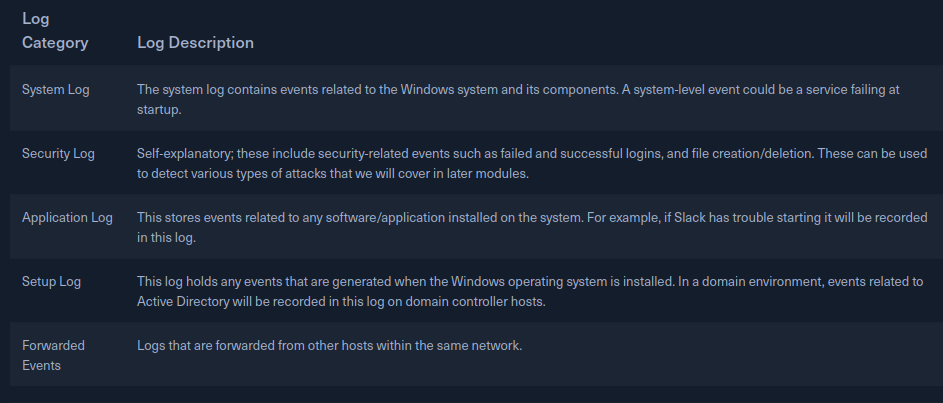 Log
Category
Log Description
System Log
The system log contains events related to the Windows system and its components. A system-level event could be a service failing at
startup.
Security Log
Self-explanatory; these include security-related events such as failed and successful logins, and file creation/deletion. These can be used
to detect various types of attacks that we will cover in later modules.
Application Log
This stores events related to any software/application installed on the system. For example, if Slack has trouble starting it will be recorded
in this log.
Setup Log
This log holds any events that are generated when the Windows operating system is installed. In a domain environment, events related to
Active Directory will be recorded in this log on domain controller hosts.
Forwarded
Events
Logs that are forwarded from other hosts within the same network.